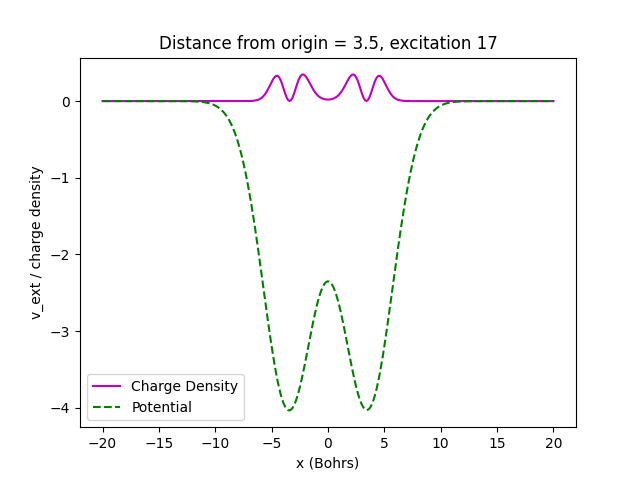 Distance from origin = 3.5, excitation 17
v_ext / charge density
0
−1
−2
−3
−4
Charge Density
Potential
−20 −15 −10 −5 0 5 10 15 20
x (Bohrs)